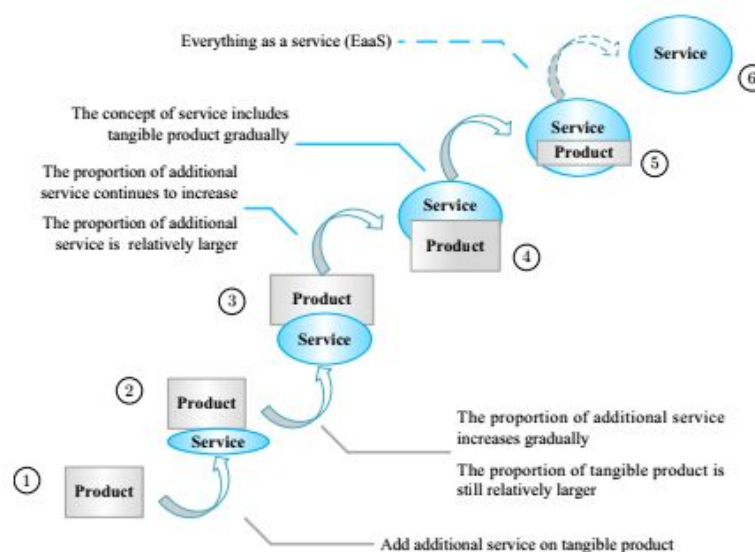 Everything as a service (EaaS)
Service
6
The concept of service includes
tangible product gradually
Service
Product
5
The proportion of additional
service continues to increase
The proportion of additional
service is relatively larger
Service
Product
4
3
Product
Service
2
Product
Service
The proportion of additional service
increases gradually
The proportion of tangible product is
still relatively larger
1
Product
Add additional service on tangible product